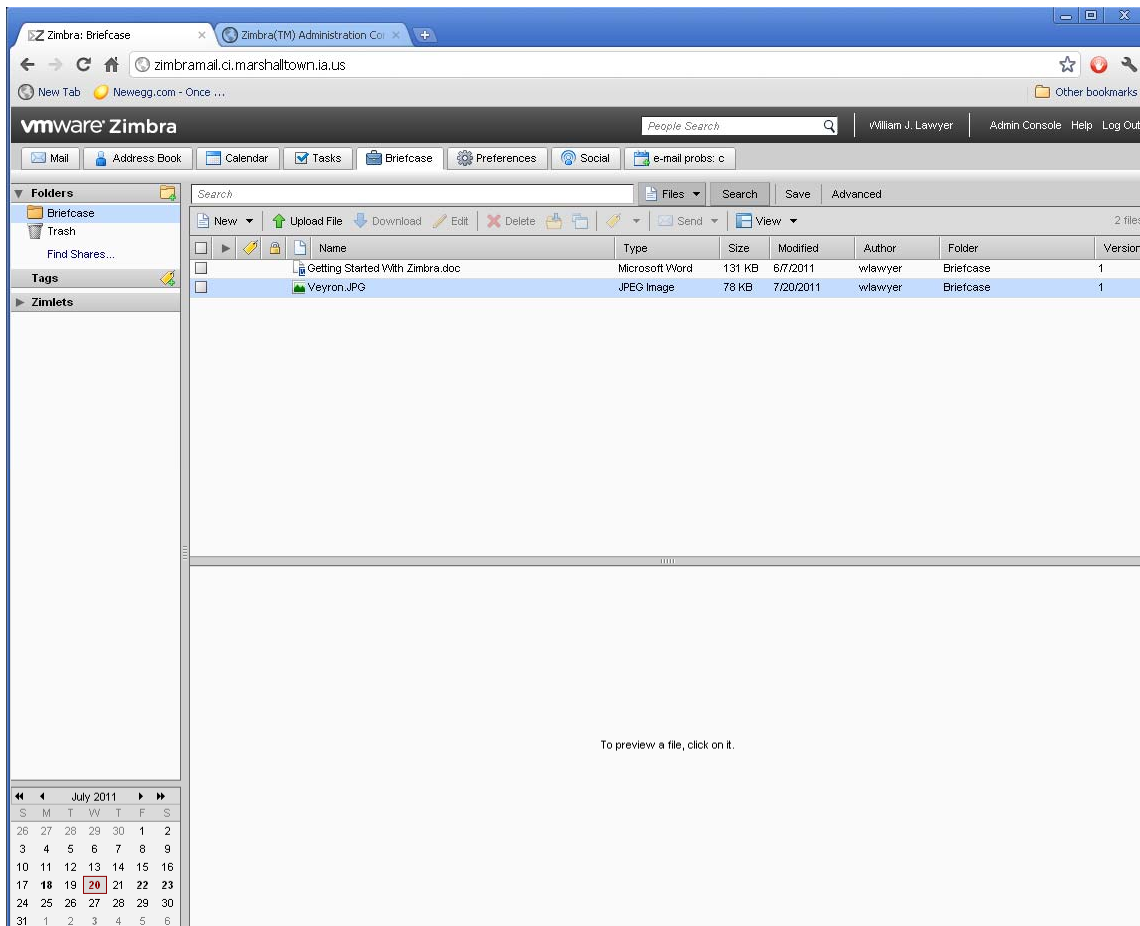 Zimbra: Briefcase
Zimbra(TM) Administration Co
zimbramail.ci.marshalltown.ia.us
New Tab Newegg.com - Once ... Other bookmarks
vmware Zimbra People Search William J. Lawyer Admin Console Help Log Out
Mail Address Book Calendar Tasks Briefcase Preferences Social e-mail probs: c
Folders
Briefcase
Trash
Find Shares...
Tags
Zimlets
Search Files Search Save Advanced
New Upload File Download Edit Delete Send View 2 files
Name Type Size Modified Author Folder Version
Getting Started With Zimbra.doc Microsoft Word 131 KB 6/7/2011 wlawyer Briefcase 1
Veyron.JPG JPEG Image 78 KB 7/20/2011 wlawyer Briefcase 1
To preview a file, click on it.
July 2011
S M T W T F S
26 27 28 29 30 1 2
3 4 5 6 7 8 9
10 11 12 13 14 15 16
17 18 19 20 21 22 23
24 25 26 27 28 29 30
31 1 2 3 4 5 6